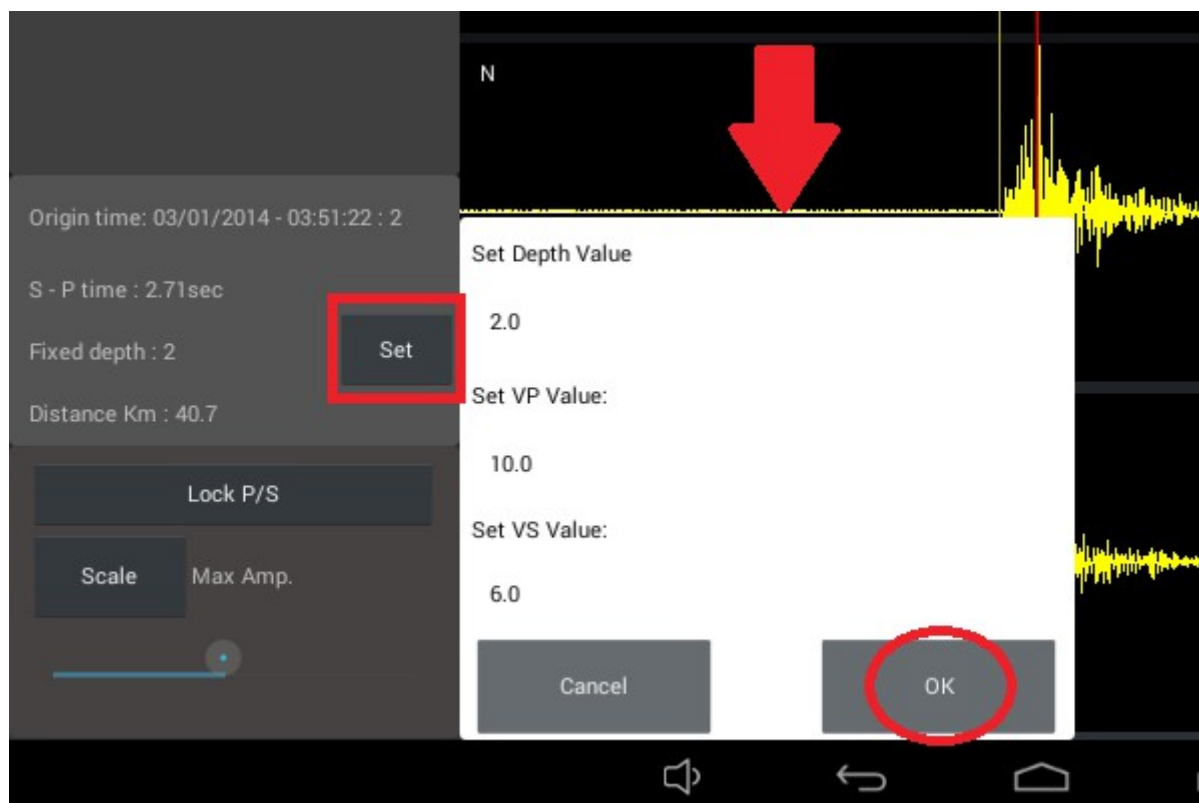 N
Origin time: 03/01/2014 - 03:51:22 : 2
S - P time : 2.71sec
Fixed depth : 2
Set
Distance Km : 40.7
Lock P/S
Scale
Max Amp.
Set Depth Value
2.0
Set VP Value:
10.0
Set VS Value:
6.0
Cancel
OK